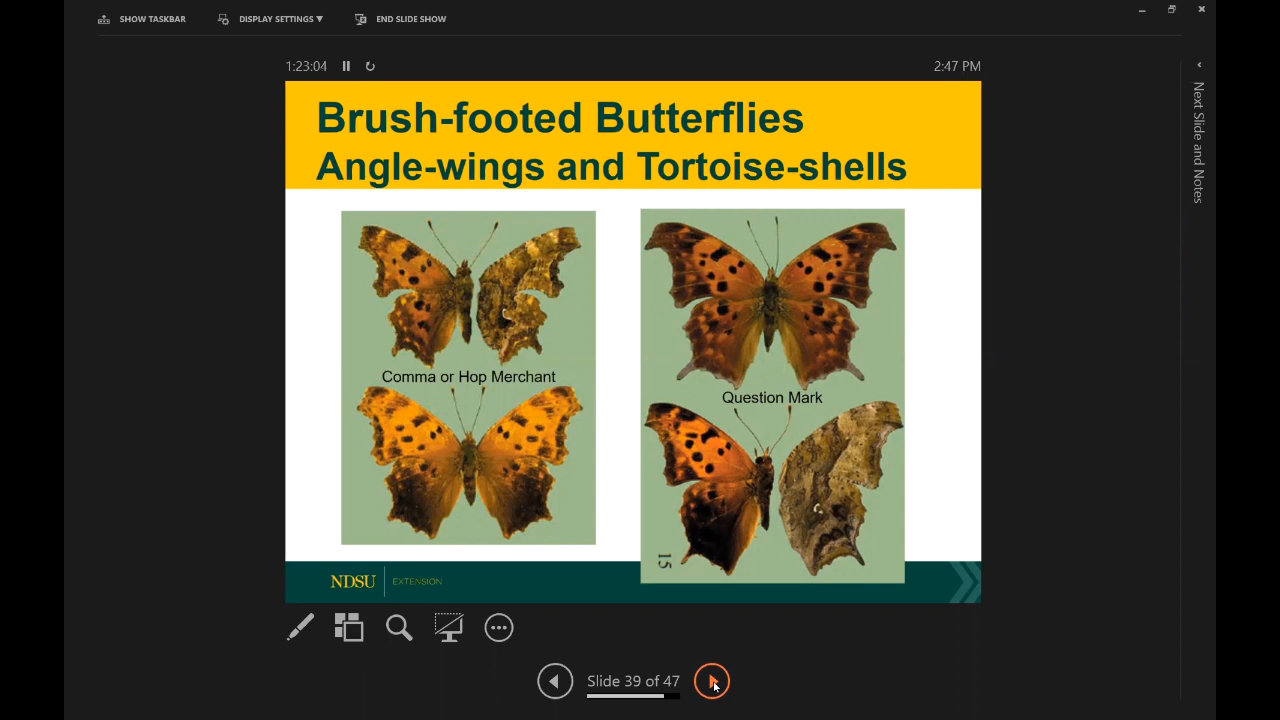 SHOW TASKBAR
DISPLAY SETTINGS ▼
END SLIDE SHOW
1:23:04
2:47 PM
Next Slide and Notes
Brush-footed Butterflies
Angle-wings and Tortoise-shells
Comma or Hop Merchant
Question Mark
15
NDSU
EXTENSION
Slide 39 of 47